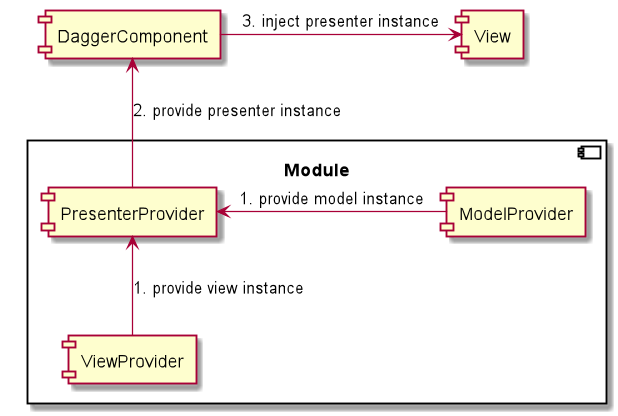 3. inject presenter instance
DaggerComponent
View
2. provide presenter instance
Module
1. provide model instance
PresenterProvider
ModelProvider
1. provide view instance
ViewProvider